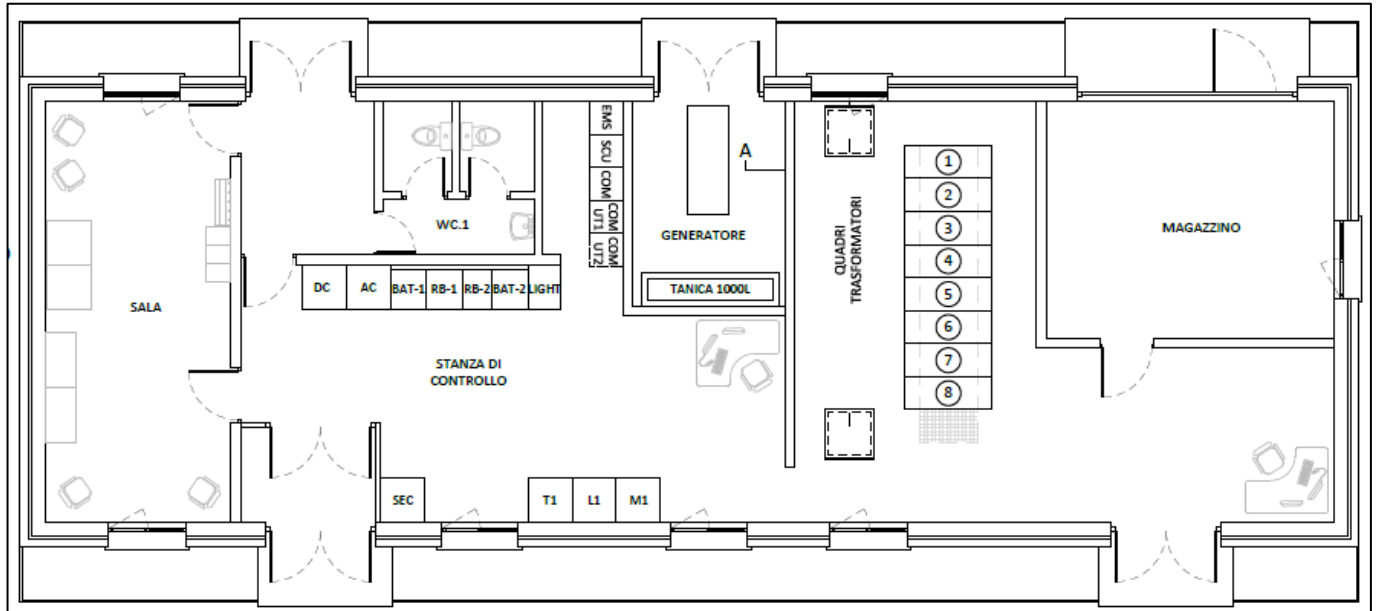 EMS
SCU
COM
COM
UT1
COM
UT2
A
1
2
3
4
5
6
7
8
WC.1
GENERATORE
QUADRI
TRASFORMATORI
MAGAZZINO
DC
AC
BAT-1
RB-1
RB-2
BAT-2
LIGHT
TANICA 1000L
SALA
STANZA DI
CONTROLLO
SEC
T1
L1
M1